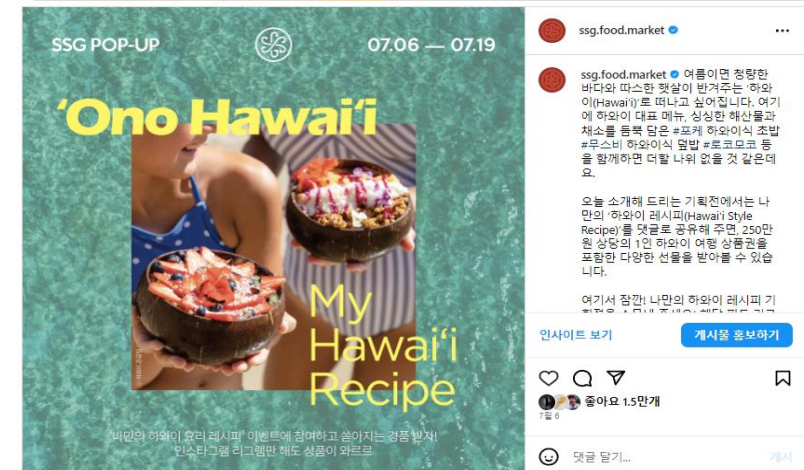 SSG POP-UP
07.06 — 07.19
‘Ono Hawai‘i
My
Hawai‘i
Recipe
‘나만의 하와이 요리 레시피’ 이벤트에 참여하고 쏟아지는 경품 받자!
인스타그램 리그램만 해도 상품이 와르르
ssg.food.market
ssg.food.market 여름이면 청량한
바다와 따스한 햇살이 반겨주는 ‘하와
이(Hawai‘i)’로 떠나고 싶어집니다. 여기
에 하와이 대표 메뉴, 싱싱한 해산물과
채소를 듬뿍 담은 #포케 하와이식 초밥
#무스비 하와이식 덮밥 #로코모코 등
을 함께하면 더할 나위 없을 것 같은데
요.
오늘 소개해 드리는 기획전에서는 나
만의 ‘하와이 레시피(Hawai‘i Style
Recipe)’를 댓글로 공유해 주면, 250만
원 상당의 1인 하와이 여행 상품권을
포함한 다양한 선물을 받아볼 수 있습
니다.
여기서 잠깐! 나만의 하와이 레시피 기
인사이트 보기
게시물 홍보하기
좋아요 1.5만개
7월 6
댓글 달기...
게시